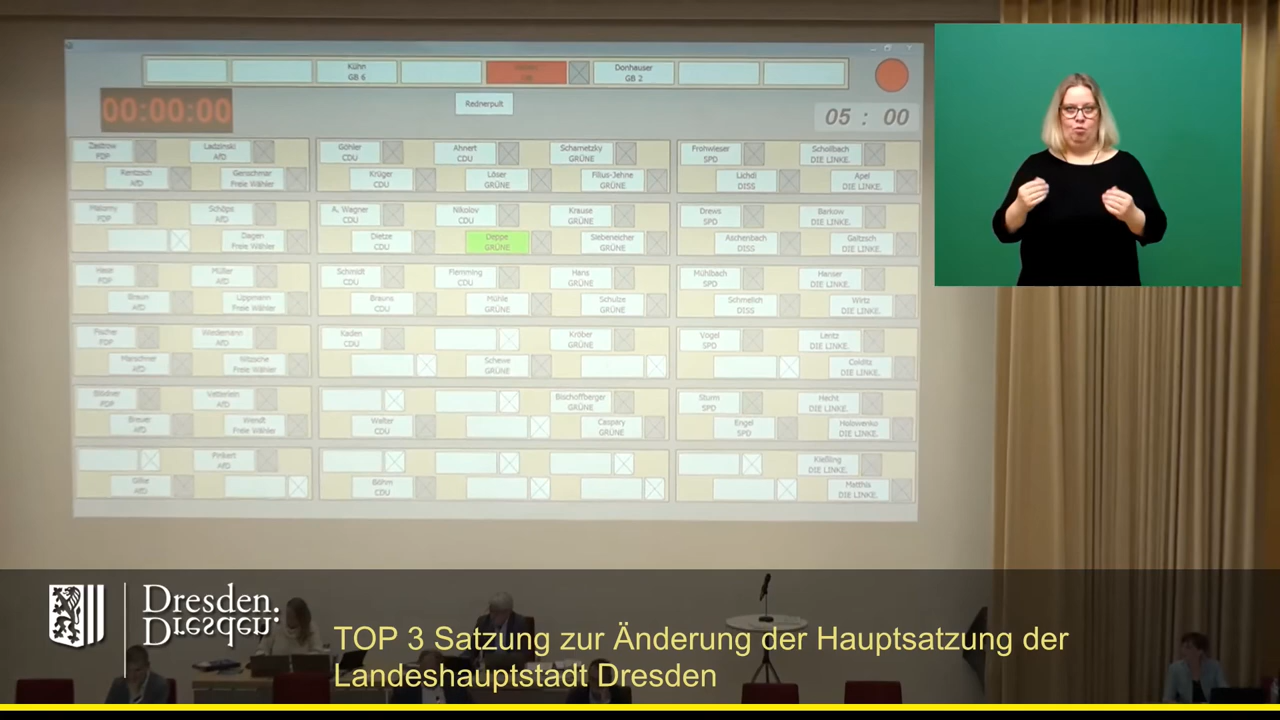 Kühn
GB 6
Donhauser
GB 2
00:00:00
Rednerpult
05 : 00
Zastrow
FDP
Ladzinski
AfD
Göhler
CDU
Ahnert
CDU
Scharnetzky
GRÜNE
Frohwieser
SPD
Schollbach
DIE LINKE.
Rentzsch
AfD
Genschmar
Freie Wähler
Krüger
CDU
Löser
GRÜNE
Filius-Jehne
GRÜNE
Lichdi
DISS
Apel
DIE LINKE.
Malorny
FDP
Schöps
AfD
A. Wagner
CDU
Nikolov
CDU
Krause
GRÜNE
Drews
SPD
Barkow
DIE LINKE.
Dagen
Freie Wähler
Dietze
CDU
Deppe
GRÜNE
Siebeneicher
GRÜNE
Aschenbach
DISS
Gaitzsch
DIE LINKE.
Hase
FDP
Müller
AfD
Schmidt
CDU
Flemming
CDU
Hans
GRÜNE
Mühlbach
SPD
Hanser
DIE LINKE.
Braun
AfD
Lippmann
Freie Wähler
Brauns
CDU
Mühle
GRÜNE
Schulze
GRÜNE
Schmelich
DISS
Wirtz
DIE LINKE.
Fischer
FDP
Wiedemann
AfD
Kaden
CDU
Kröber
GRÜNE
Vogel
SPD
Lentz
DIE LINKE.
Marschner
AfD
Nitzsche
Freie Wähler
Schewe
GRÜNE
Colditz
DIE LINKE.
Blödner
FDP
Vetterlein
AfD
Bischoffberger
GRÜNE
Sturm
SPD
Hecht
DIE LINKE.
Breuer
AfD
Wendt
Freie Wähler
Walter
CDU
Caspary
GRÜNE
Engel
SPD
Holowenko
DIE LINKE.
Pinkert
AfD
Kießling
DIE LINKE.
Gilke
AfD
Böhm
CDU
Matthis
DIE LINKE.
Dresden.
Dresden.
TOP 3 Satzung zur Änderung der Hauptsatzung der
Landeshauptstadt Dresden